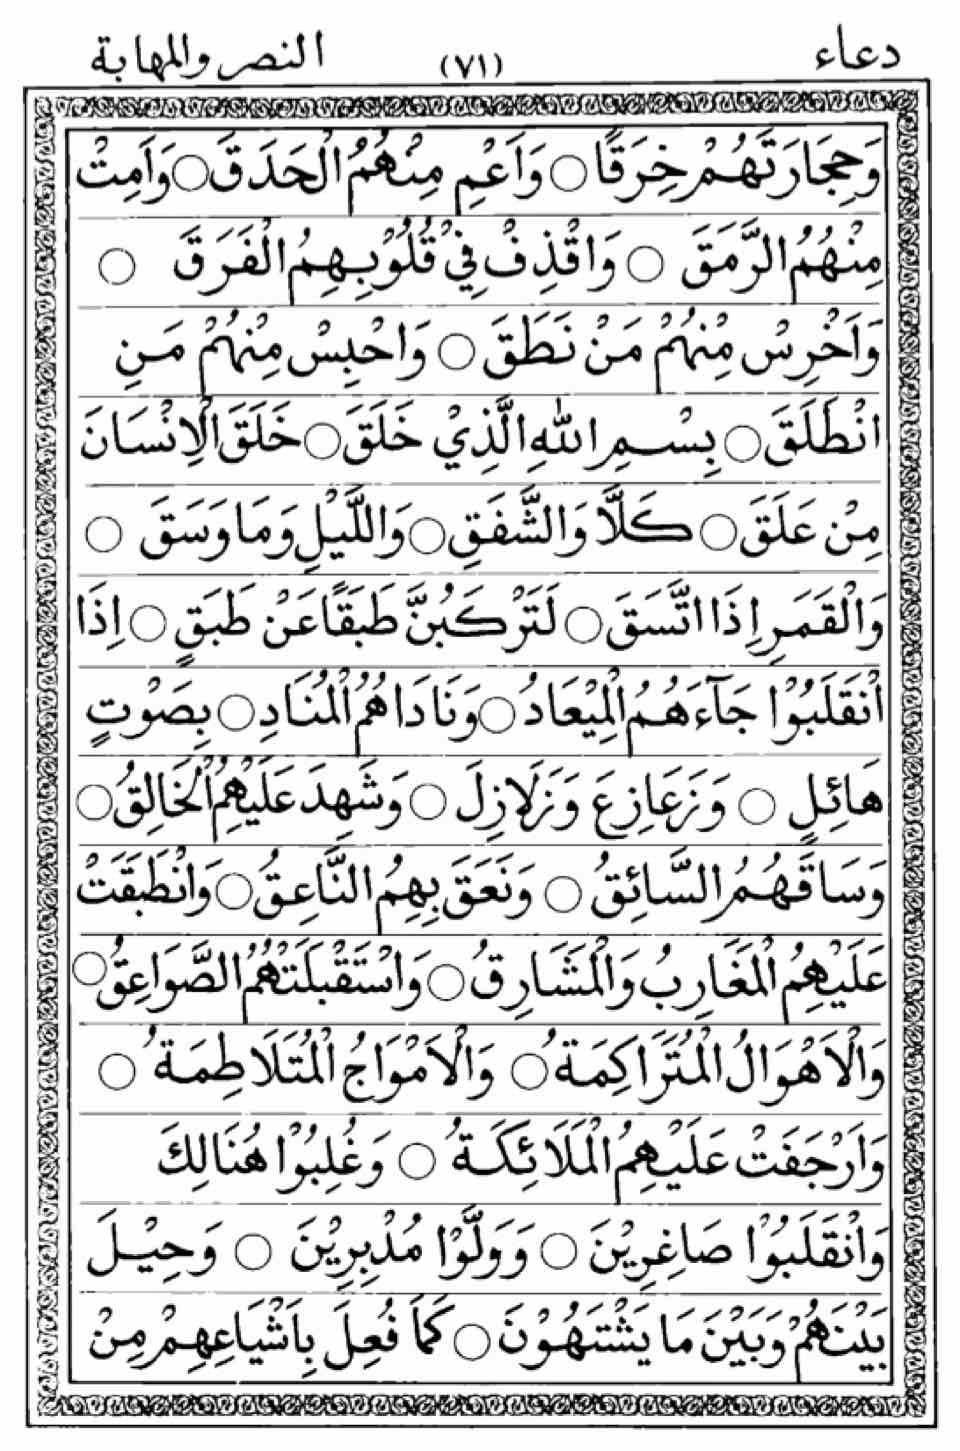 دعاء (٧١) النصر والمهابة
وَحِجَارَتَهُمْ خِرَقًا ○ وَاَعْمِ مِنْهُمُ الْحَدَقَ ○ وَاَمِتْ
مِنْهُمُ الرَّمَقَ ○ وَاقْذِفْ فِيْ قُلُوْبِهِمُ الْفَرَقَ ○
وَاَخْرِسْ مِنْهُمْ مَنْ نَطَقَ ○ وَاحْبِسْ مِنْهُمْ مَنِ
انْطَلَقَ ○ بِسْمِ اللّٰهِ الَّذِيْ خَلَقَ ○ خَلَقَ الْاِنْسَانَ
مِنْ عَلَقَ ○ كَلَّا وَالشَّفَقِ ○ وَاللَّيْلِ وَمَا وَسَقَ ○
وَالْقَمَرِ اِذَا اتَّسَقَ ○ لَتَرْكَبُنَّ طَبَقًا عَنْ طَبَقٍ ○ اِذَا
انْقَلَبُوْا جَآءَهُمُ الْمِيْعَادُ ○ وَنَادَاهُمُ الْمُنَادِ ○ بِصَوْتٍ
هَائِلٍ ○ وَزَعَازِعَ وَزَلَازِلَ ○ وَشَهِدَ عَلَيْهِمُ الْخَالِقُ ○
وَسَاقَهُمُ السَّائِقُ ○ وَنَعَقَ بِهِمُ النَّاعِقُ ○ وَانْطَبَقَتْ
عَلَيْهِمُ الْمَغَارِبُ وَالْمَشَارِقُ ○ وَاسْتَقْبَلَتْهُمُ الصَّوَاعِقُ ○
وَالْاَهْوَالُ الْمُتَرَاكِمَةُ ○ وَالْاَمْوَاجُ الْمُتَلَاطِمَةُ ○
وَاَرْجَفَتْ عَلَيْهِمُ الْمَلَائِكَةُ ○ وَغُلِبُوْا هُنَالِكَ
وَانْقَلَبُوْا صَاغِرِيْنَ ○ وَوَلَّوْا مُدْبِرِيْنَ ○ وَحِيْلَ
بَيْنَهُمْ وَبَيْنَ مَا يَشْتَهُوْنَ ○ كَمَا فُعِلَ بِاَشْيَاعِهِمْ مِنْ